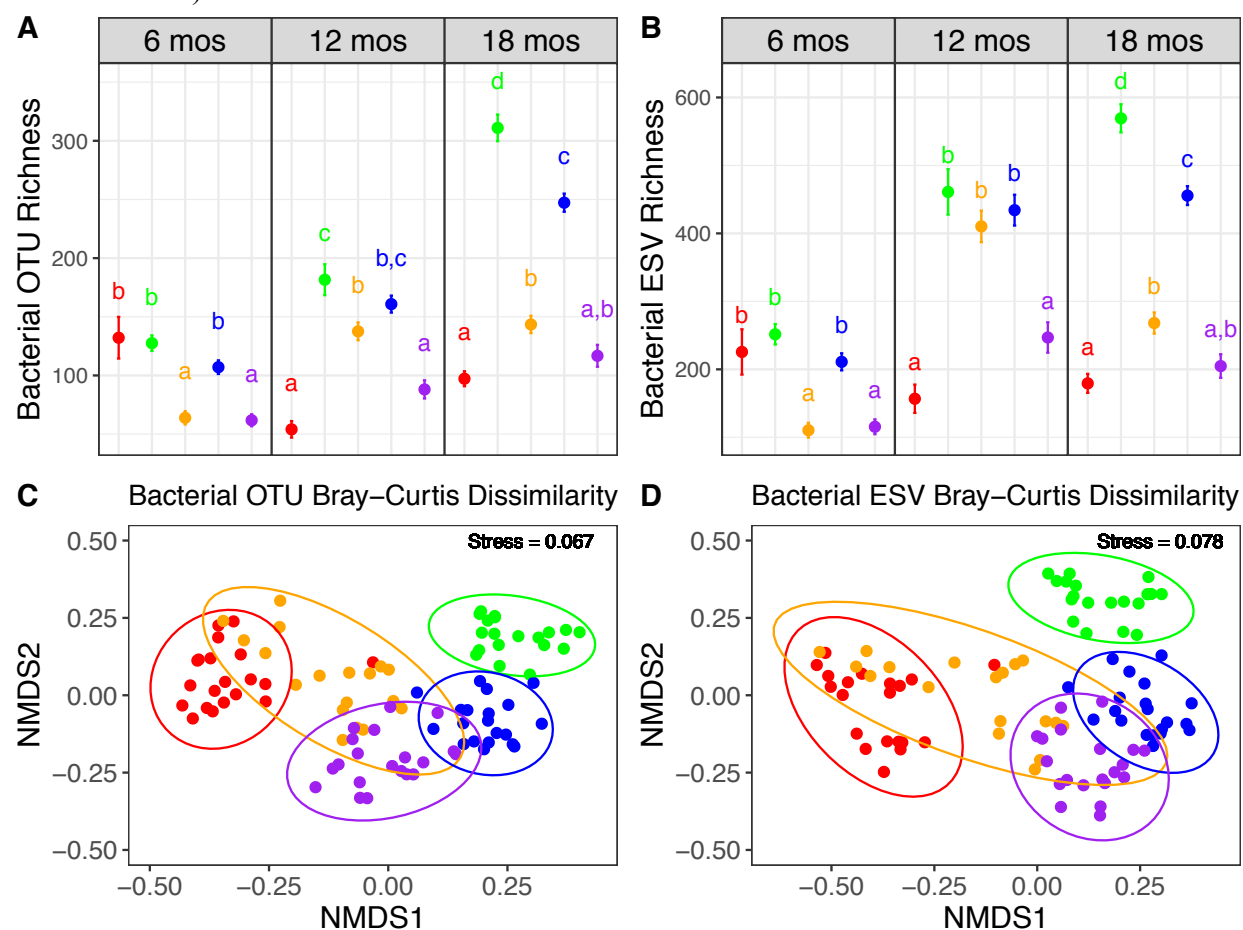 A
B
6 mos 12 mos 18 mos
6 mos 12 mos 18 mos
Bacterial OTU Richness
300
200
100
b b a b a
a c b b,c a
a d b c a,b
Bacterial ESV Richness
600
400
200
b b a b a
a b b b a
a d b c a,b
C
Bacterial OTU Bray−Curtis Dissimilarity
Stress = 0.067
NMDS2
0.50
0.25
0.00
−0.25
−0.50
−0.50 −0.25 0.00 0.25
NMDS1
D
Bacterial ESV Bray−Curtis Dissimilarity
Stress = 0.078
NMDS2
0.50
0.25
0.00
−0.25
−0.50
−0.50 −0.25 0.00 0.25
NMDS1